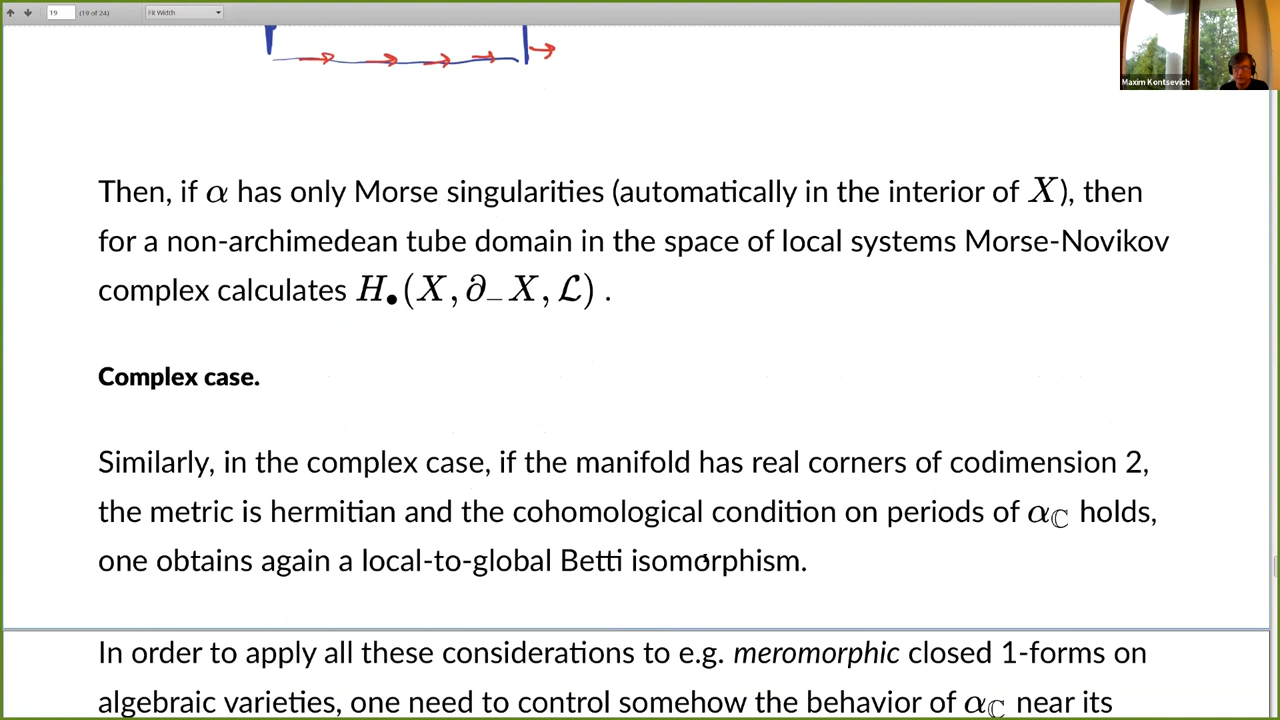 19 (19 of 24) Fit Width
Maxim Kontsevich
Then, if α has only Morse singularities (automatically in the interior of X), then
for a non-archimedean tube domain in the space of local systems Morse-Novikov
complex calculates H•(X, ∂₋X, ℒ) .
Complex case.
Similarly, in the complex case, if the manifold has real corners of codimension 2,
the metric is hermitian and the cohomological condition on periods of α_ℂ holds,
one obtains again a local-to-global Betti isomorphism.
In order to apply all these considerations to e.g. meromorphic closed 1-forms on
algebraic varieties, one need to control somehow the behavior of α_ℂ near its